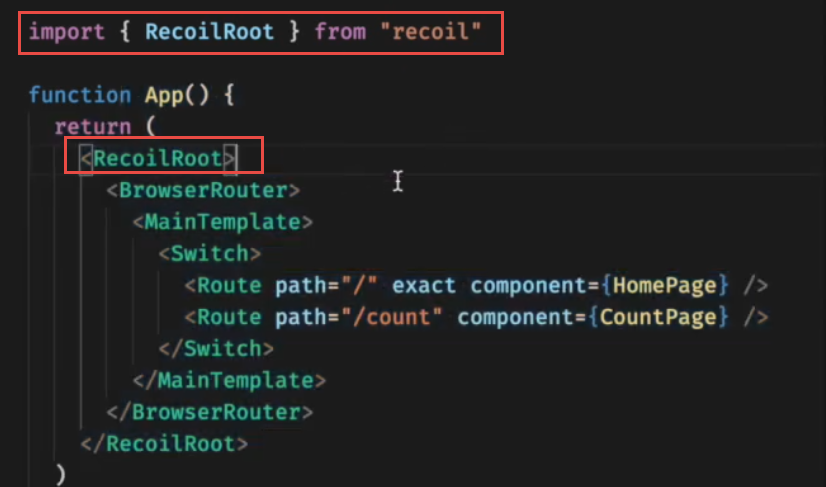 import { RecoilRoot } from "recoil"
function App() {
return (
<RecoilRoot>
<BrowserRouter>
<MainTemplate>
<Switch>
<Route path="/" exact component={HomePage} />
<Route path="/count" component={CountPage} />
</Switch>
</MainTemplate>
</BrowserRouter>
</RecoilRoot>
)